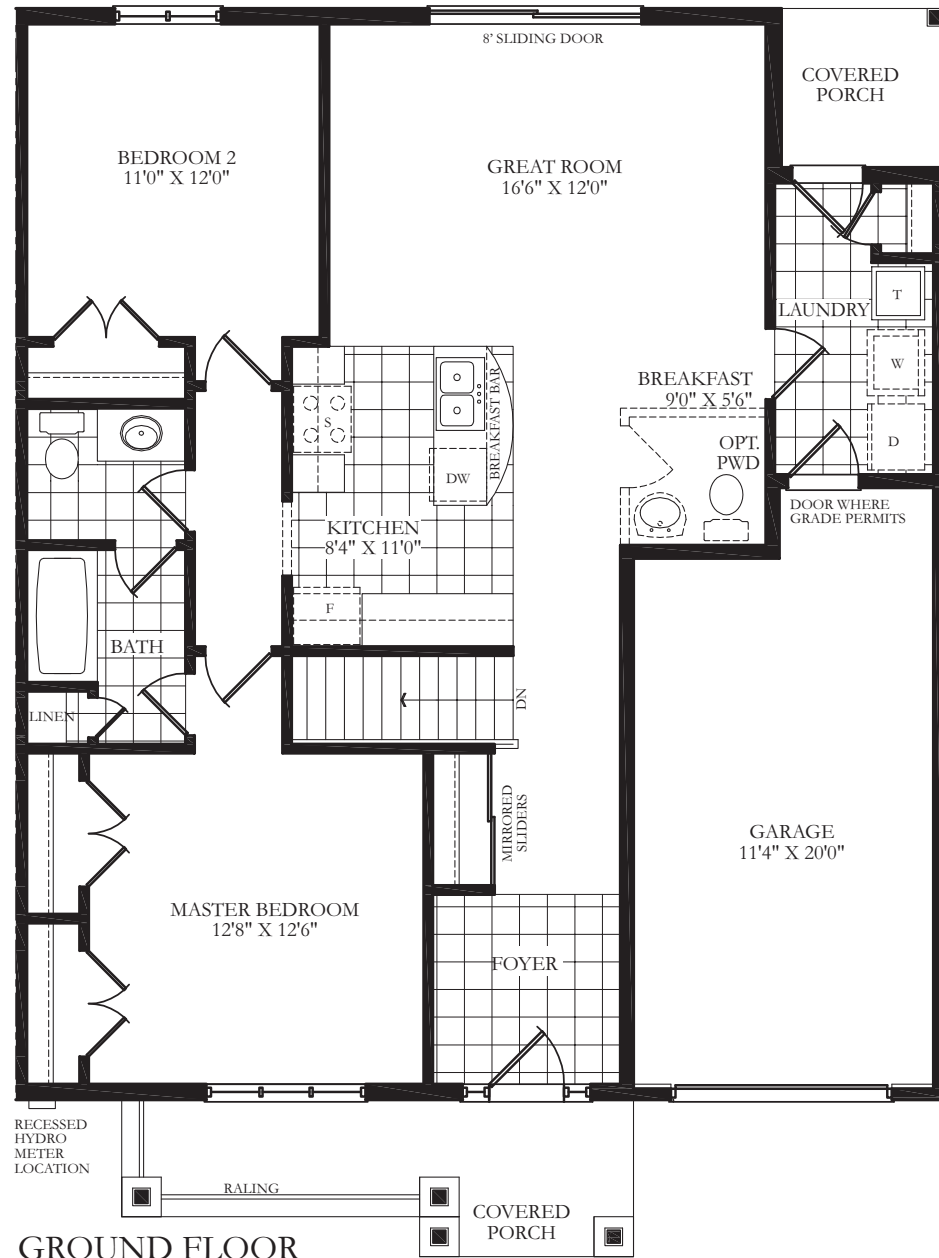 8' SLIDING DOOR
COVERED
PORCH
BEDROOM 2
11'0" X 12'0"
GREAT ROOM
16'6" X 12'0"
T
LAUNDRY
W
BREAKFAST
9'0" X 5'6"
BREAKFAST BAR
S
D
OPT.
PWD
DW
DOOR WHERE
GRADE PERMITS
KITCHEN
8'4" X 11'0"
F
BATH
LINEN
DN
MIRRORED
SLIDERS
GARAGE
11'4" X 20'0"
MASTER BEDROOM
12'8" X 12'6"
FOYER
RECESSED
HYDRO
METER
LOCATION
RALING
COVERED
PORCH
GROUND FLOOR